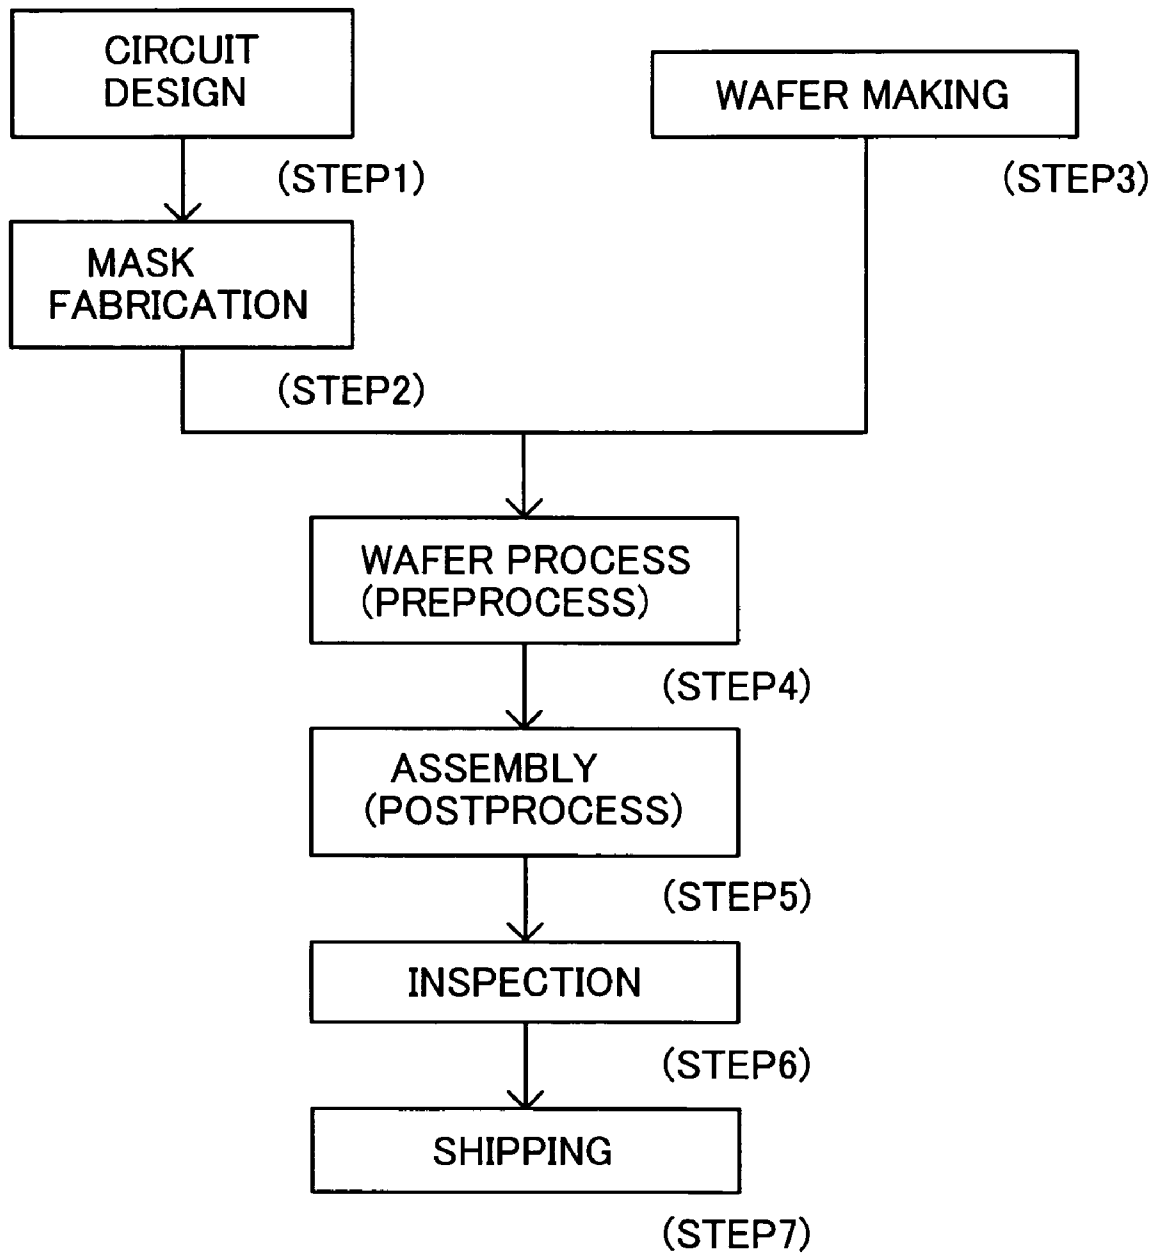 CIRCUIT
DESIGN
(STEP1)
MASK
FABRICATION
(STEP2)
WAFER MAKING
(STEP3)
WAFER PROCESS
(PREPROCESS)
(STEP4)
ASSEMBLY
(POSTPROCESS)
(STEP5)
INSPECTION
(STEP6)
SHIPPING
(STEP7)